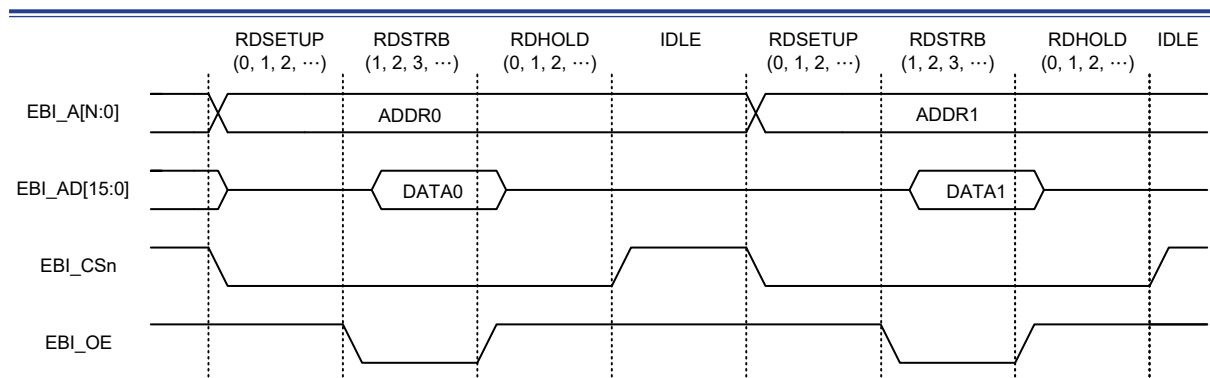 RDSETUP RDSTRB RDHOLD IDLE RDSETUP RDSTRB RDHOLD IDLE
(0, 1, 2, ⋯) (1, 2, 3, ⋯) (0, 1, 2, ⋯) (0, 1, 2, ⋯) (1, 2, 3, ⋯) (0, 1, 2, ⋯)
EBI_A[N:0] ADDR0 ADDR1
EBI_AD[15:0] DATA0 DATA1
EBI_CSn
EBI_OE